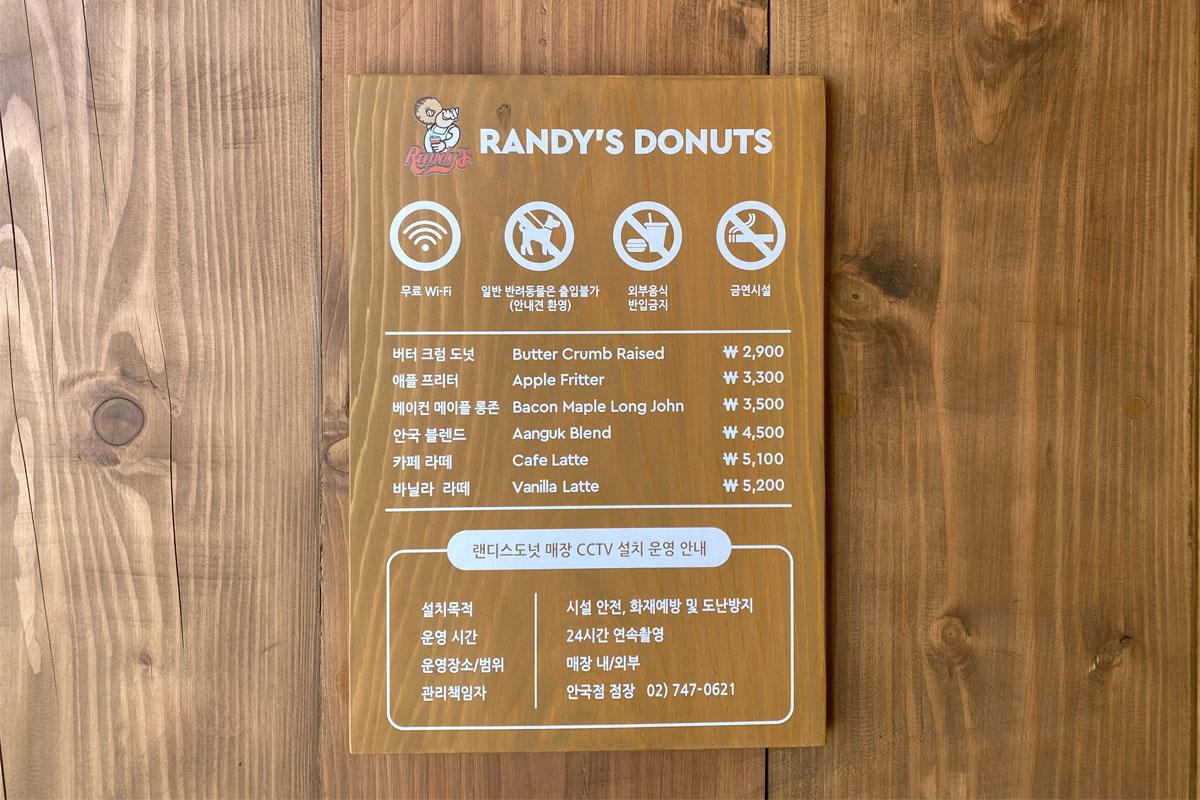 Randy's
RANDY'S DONUTS
무료 Wi-Fi
일반 반려동물은 출입불가
(안내견 환영)
외부음식
반입금지
금연시설
버터 크럼 도넛 Butter Crumb Raised ₩ 2,900
애플 프리터 Apple Fritter ₩ 3,300
베이컨 메이플 롱존 Bacon Maple Long John ₩ 3,500
안국 블렌드 Aanguk Blend ₩ 4,500
카페 라떼 Cafe Latte ₩ 5,100
바닐라 라떼 Vanilla Latte ₩ 5,200
랜디스도넛 매장 CCTV 설치 운영 안내
설치목적 시설 안전, 화재예방 및 도난방지
운영 시간 24시간 연속촬영
운영장소/범위 매장 내/외부
관리책임자 안국점 점장 02) 747-0621